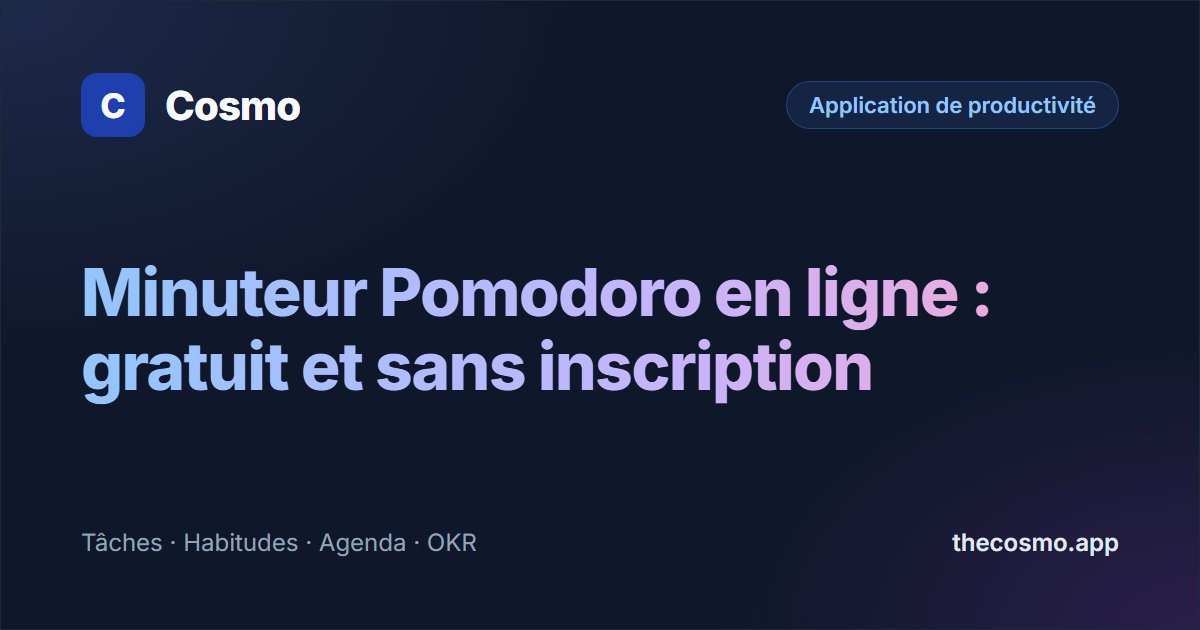 C
Cosmo
Application de productivité
Minuteur Pomodoro en ligne :
gratuit et sans inscription
Tâches · Habitudes · Agenda · OKR
thecosmo.app